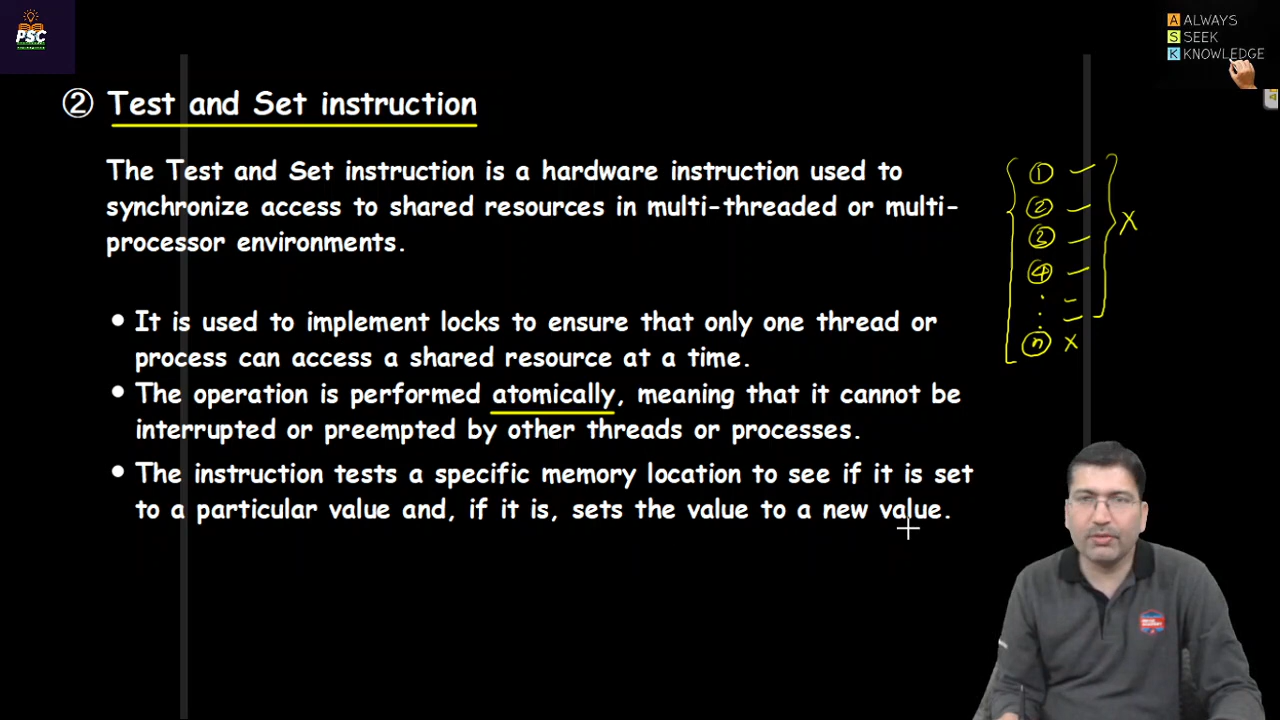 PSC
A ALWAYS
S SEEK
K KNOWLEDGE
② Test and Set instruction
The Test and Set instruction is a hardware instruction used to
synchronize access to shared resources in multi-threaded or multi-
processor environments.
• It is used to implement locks to ensure that only one thread or
process can access a shared resource at a time.
• The operation is performed atomically, meaning that it cannot be
interrupted or preempted by other threads or processes.
• The instruction tests a specific memory location to see if it is set
to a particular value and, if it is, sets the value to a new value.
① –
② –
③ –
④ –
n x
X